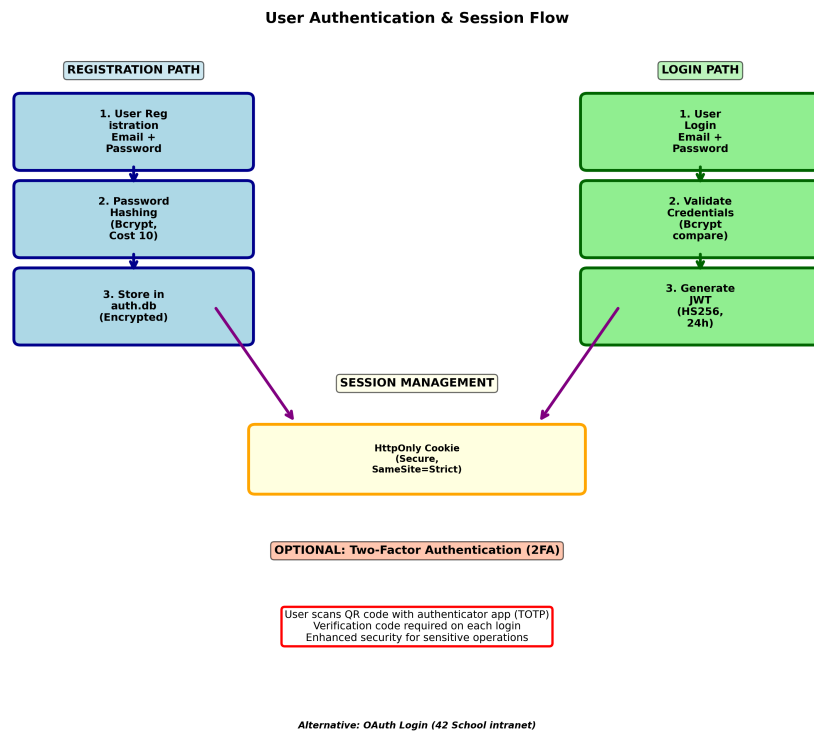 User Authentication & Session Flow
REGISTRATION PATH
1. User Reg
istration
Email +
Password
2. Password
Hashing
(Bcrypt,
Cost 10)
3. Store in
auth.db
(Encrypted)
LOGIN PATH
1. User
Login
Email +
Password
2. Validate
Credentials
(Bcrypt
compare)
3. Generate
JWT
(HS256,
24h)
SESSION MANAGEMENT
HttpOnly Cookie
(Secure,
SameSite=Strict)
OPTIONAL: Two-Factor Authentication (2FA)
User scans QR code with authenticator app (TOTP)
Verification code required on each login
Enhanced security for sensitive operations
Alternative: OAuth Login (42 School intranet)